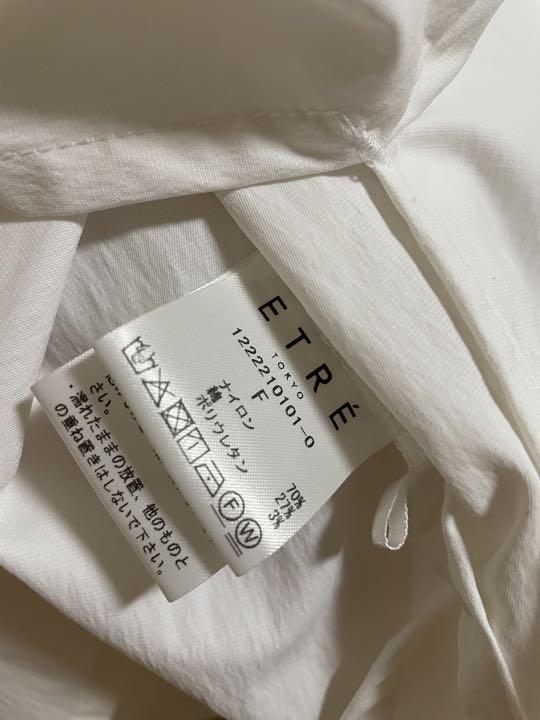 ETRÉ
TOKYO
1222210101-0
F
ナイロン 70%
綿 27%
ポリウレタン 3%
F W
さい。
・濡れたままの放置、他のものと
の重ね置きはしないで下さい。